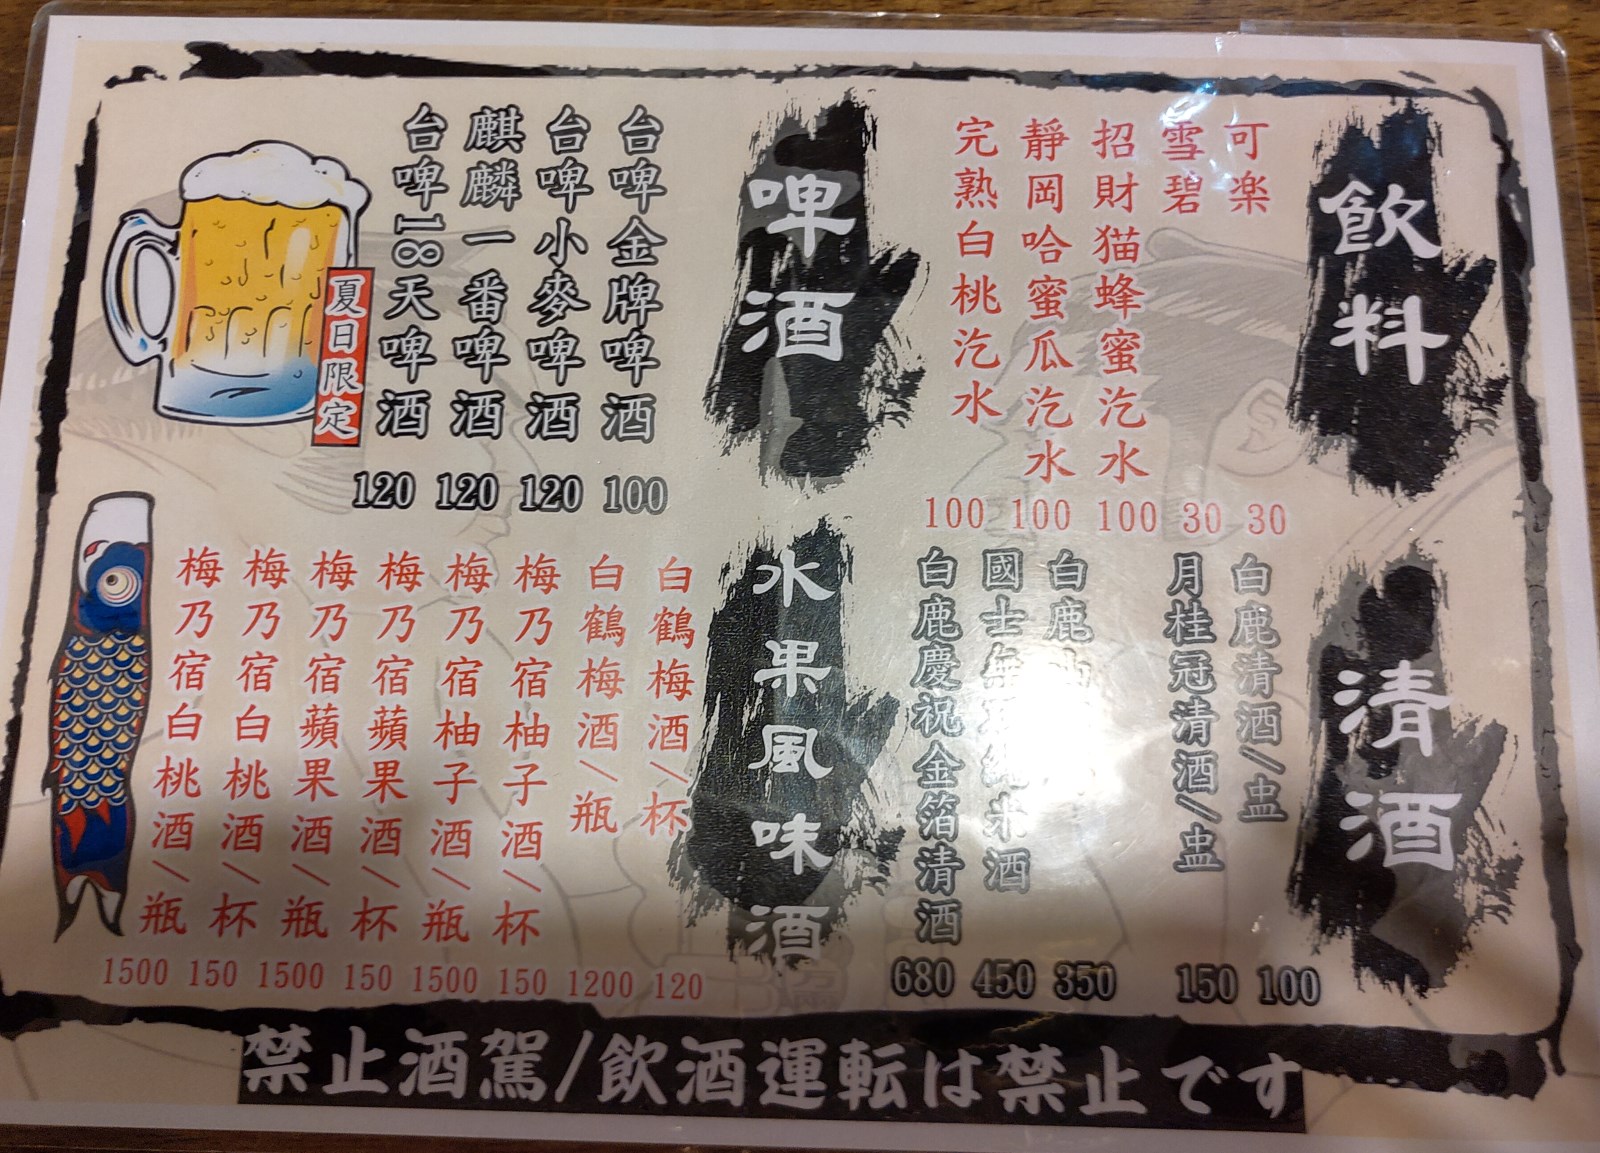 飲料
可楽
30
雪碧
30
招財猫蜂蜜汽水
100
靜岡哈蜜瓜汽水
100
完熟白桃汽水
100
啤酒
台啤金牌啤酒
100
台啤小麥啤酒
120
麒麟一番啤酒
120
台啤18天啤酒
120
夏日限定
清酒
白鹿清酒/盅
100
月桂冠清酒/盅
150
白鹿
350
國士無
米酒
450
白鹿慶祝金箔清酒
680
水果風味酒
白鶴梅酒/杯
120
白鶴梅酒/瓶
1200
梅乃宿柚子酒/杯
150
梅乃宿柚子酒/瓶
1500
梅乃宿蘋果酒/杯
150
梅乃宿蘋果酒/瓶
1500
梅乃宿白桃酒/杯
150
梅乃宿白桃酒/瓶
1500
禁止酒駕/飲酒運転は禁止です